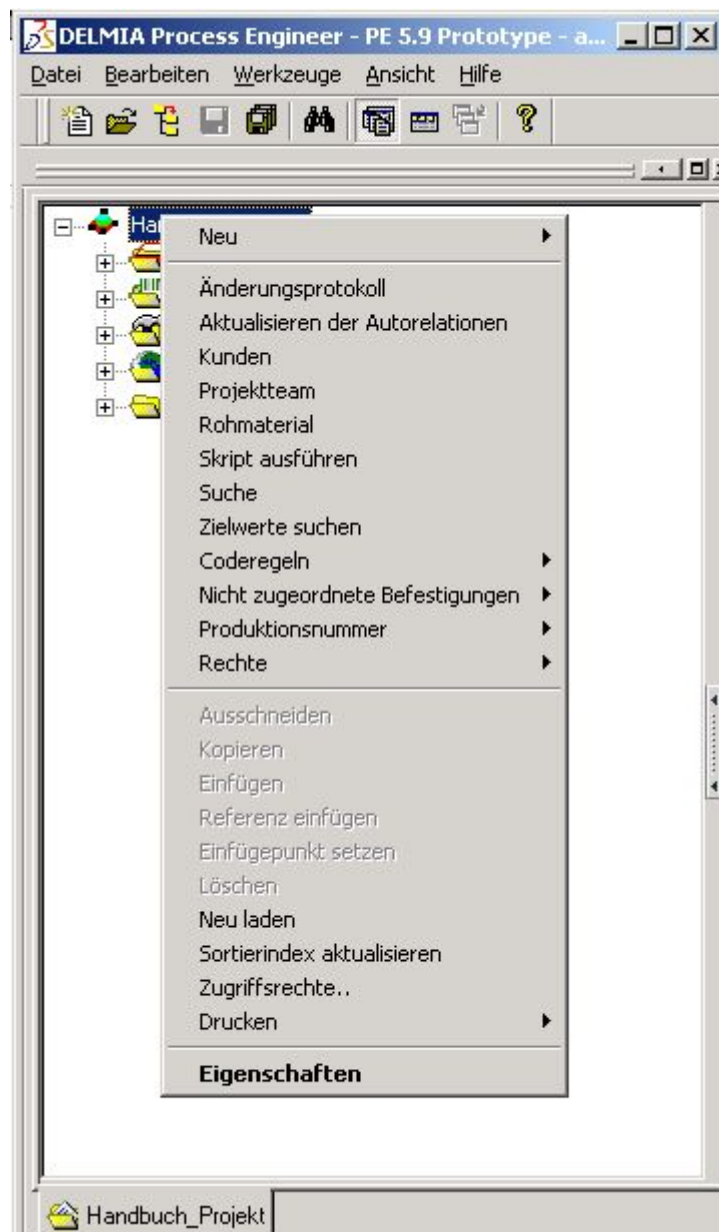 DELMIA Process Engineer - PE 5.9 Prototype - a...
Datei Bearbeiten Werkzeuge Ansicht Hilfe
Neu
Änderungsprotokoll
Aktualisieren der Autorelationen
Kunden
Projektteam
Rohmaterial
Skript ausführen
Suche
Zielwerte suchen
Coderegeln
Nicht zugeordnete Befestigungen
Produktionsnummer
Rechte
Ausschneiden
Kopieren
Einfügen
Referenz einfügen
Einfügepunkt setzen
Löschen
Neu laden
Sortierindex aktualisieren
Zugriffsrechte..
Drucken
Eigenschaften
Handbuch_Projekt